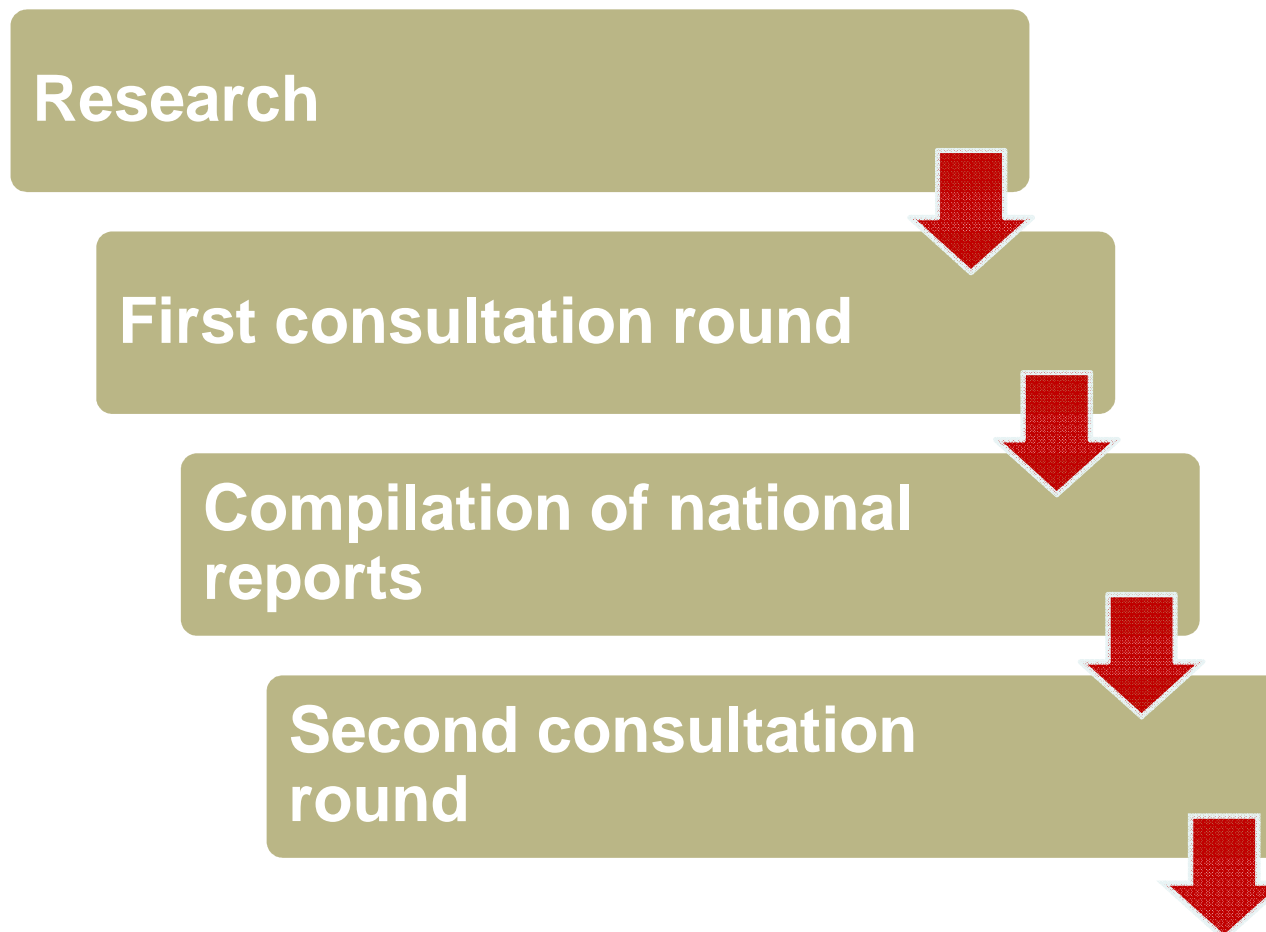 Research
First consultation round
Compilation of national
reports
Second consultation
round